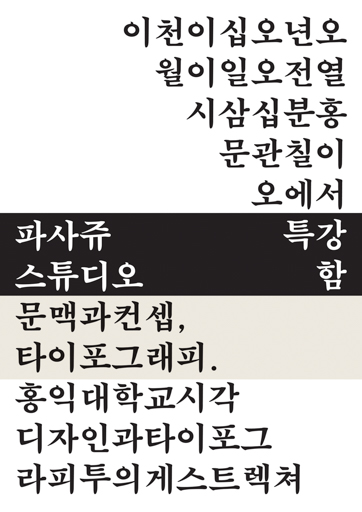 이천이십오년오
월이일오전열
시삼십분홍
문관칠이
오에서
파사쥬 특강
스튜디오 함
문맥과컨셉,
타이포그래피.
홍익대학교시각
디자인과타이포그
라피투의게스트렉쳐